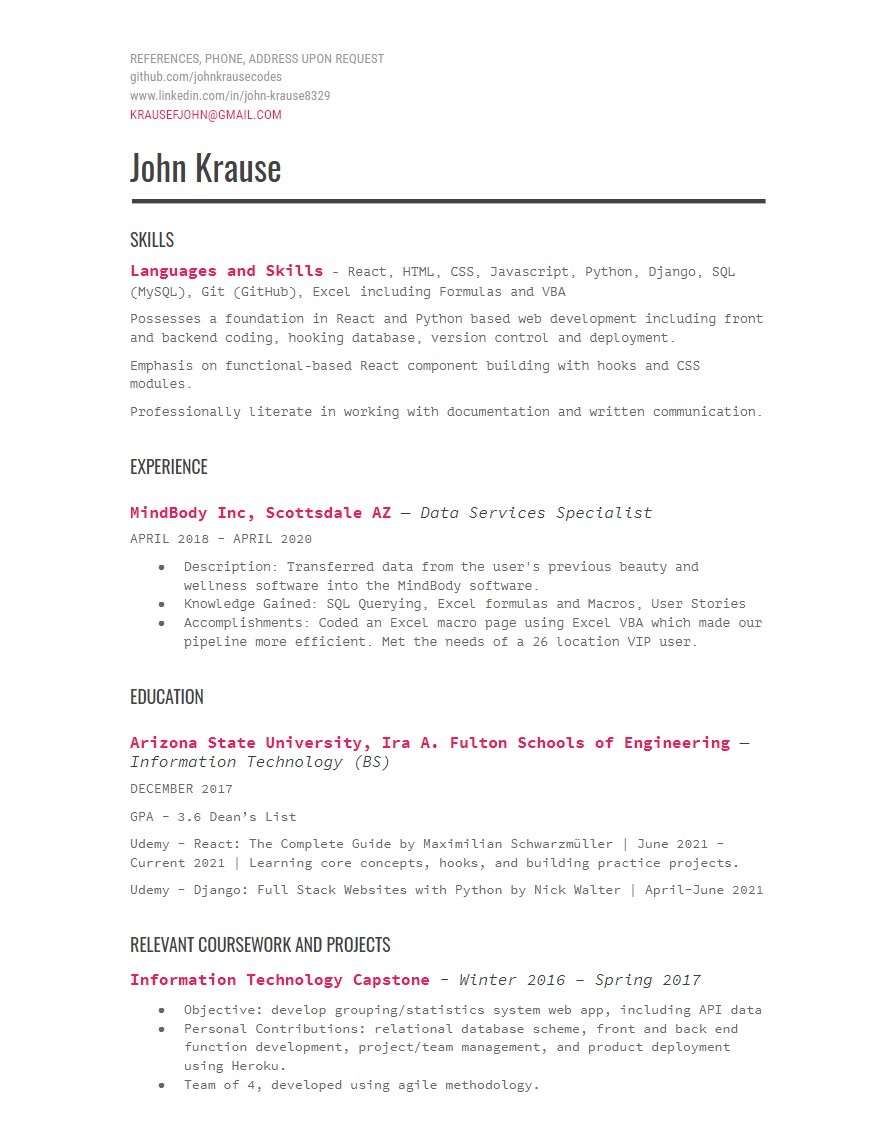 REFERENCES, PHONE, ADDRESS UPON REQUEST
github.com/johnkrausecodes
www.linkedin.com/in/john-krause8329
KRAUSEFJOHN@GMAIL.COM
John Krause
SKILLS
Languages and Skills - React, HTML, CSS, Javascript, Python, Django, SQL
(MySQL), Git (GitHub), Excel including Formulas and VBA
Possesses a foundation in React and Python based web development including front
and backend coding, hooking database, version control and deployment.
Emphasis on functional-based React component building with hooks and CSS
modules.
Professionally literate in working with documentation and written communication.
EXPERIENCE
MindBody Inc, Scottsdale AZ — Data Services Specialist
APRIL 2018 – APRIL 2020
● Description: Transferred data from the user's previous beauty and
wellness software into the MindBody software.
● Knowledge Gained: SQL Querying, Excel formulas and Macros, User Stories
● Accomplishments: Coded an Excel macro page using Excel VBA which made our
pipeline more efficient. Met the needs of a 26 location VIP user.
EDUCATION
Arizona State University, Ira A. Fulton Schools of Engineering —
Information Technology (BS)
DECEMBER 2017
GPA – 3.6 Dean’s List
Udemy – React: The Complete Guide by Maximilian Schwarzmüller | June 2021 –
Current 2021 | Learning core concepts, hooks, and building practice projects.
Udemy – Django: Full Stack Websites with Python by Nick Walter | April–June 2021
RELEVANT COURSEWORK AND PROJECTS
Information Technology Capstone – Winter 2016 – Spring 2017
● Objective: develop grouping/statistics system web app, including API data
● Personal Contributions: relational database scheme, front and back end
function development, project/team management, and product deployment
using Heroku.
● Team of 4, developed using agile methodology.